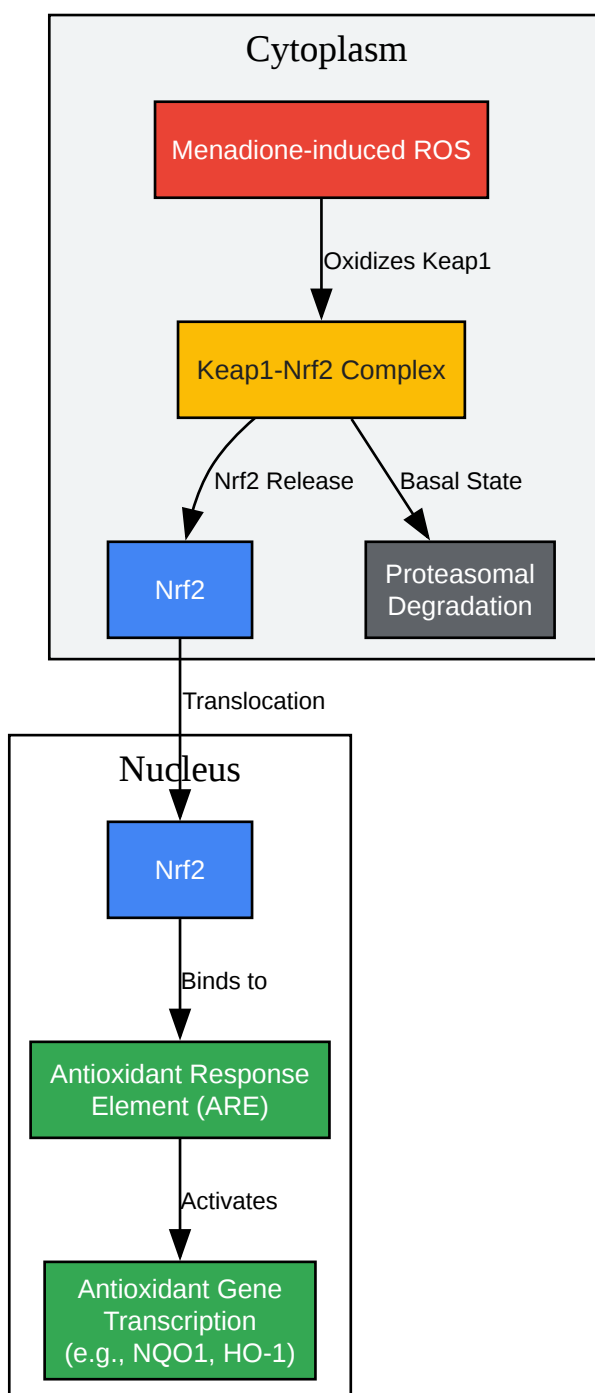 Cytoplasm
Menadione-induced ROS
Oxidizes Keap1
Keap1-Nrf2 Complex
Nrf2 Release
Basal State
Nrf2
Proteasomal
Degradation
Translocation
Nucleus
Nrf2
Binds to
Antioxidant Response
Element (ARE)
Activates
Antioxidant Gene
Transcription
(e.g., NQO1, HO-1)